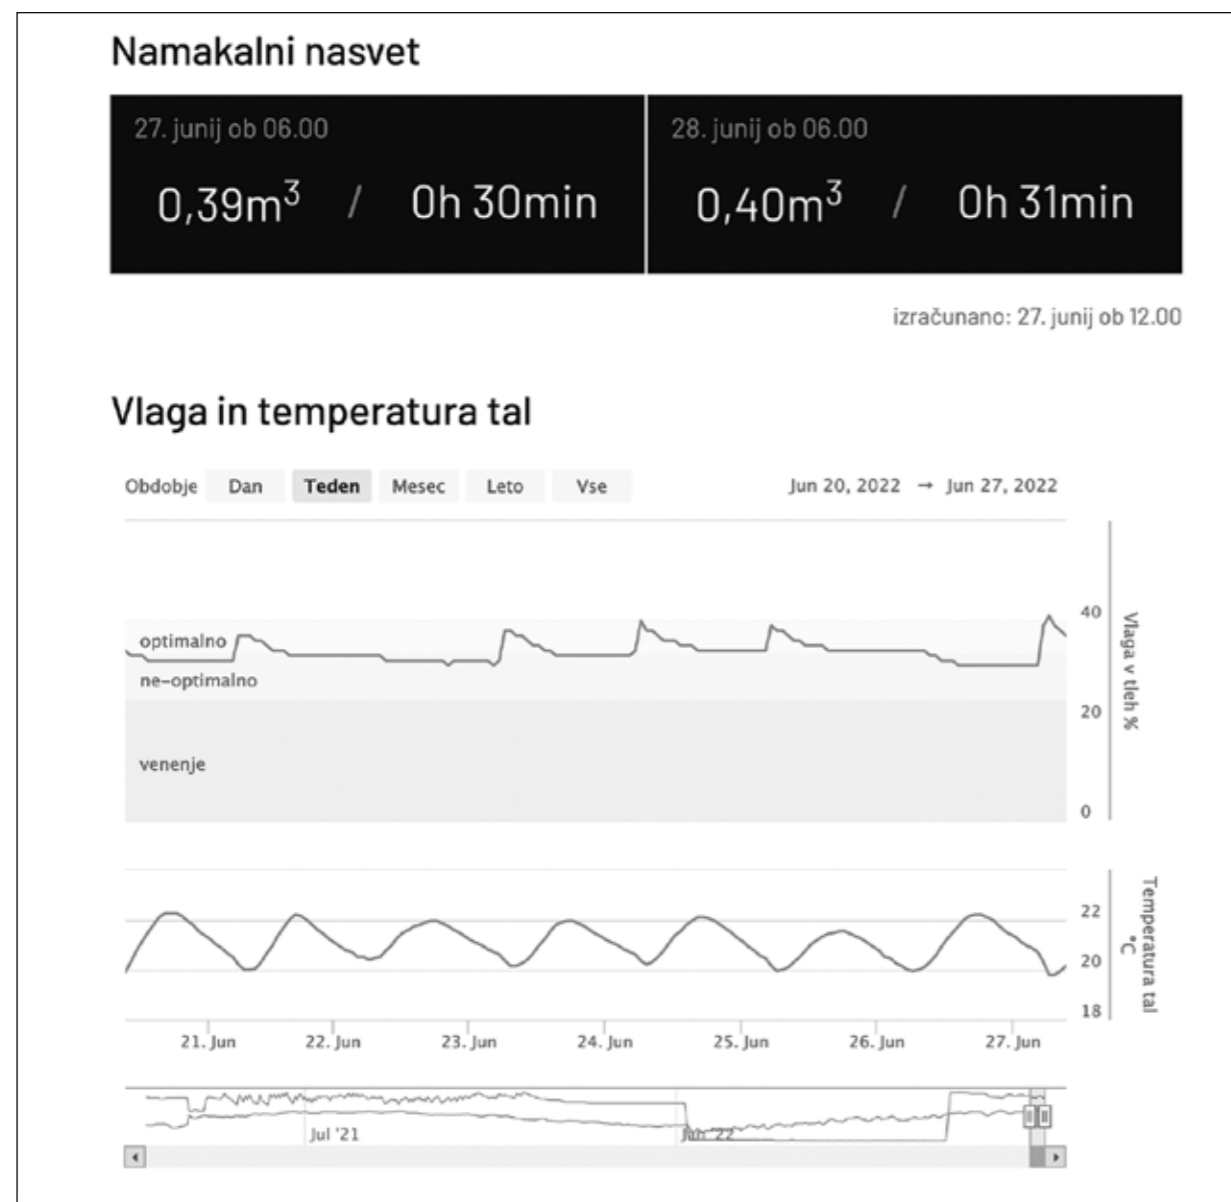 Namakalni nasvet
27. junij ob 06.00
0,39m³ / 0h 30min
28. junij ob 06.00
0,40m³ / 0h 31min
izračunano: 27. junij ob 12.00
Vlaga in temperatura tal
Obdobje Dan Teden Mesec Leto Vse Jun 20, 2022 → Jun 27, 2022
optimalno
ne-optimalno
venenje
40
20
0
Vlaga v tleh %
22
20
18
Temperatura tal
°C
21. Jun 22. Jun 23. Jun 24. Jun 25. Jun 26. Jun 27. Jun
Jul '21 Jan '22